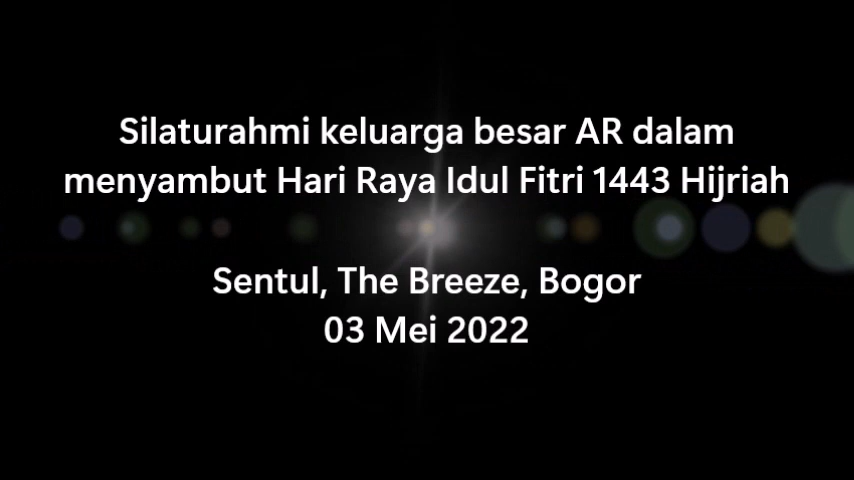 Silaturahmi keluarga besar AR dalam
menyambut Hari Raya Idul Fitri 1443 Hijriah
Sentul, The Breeze, Bogor
03 Mei 2022